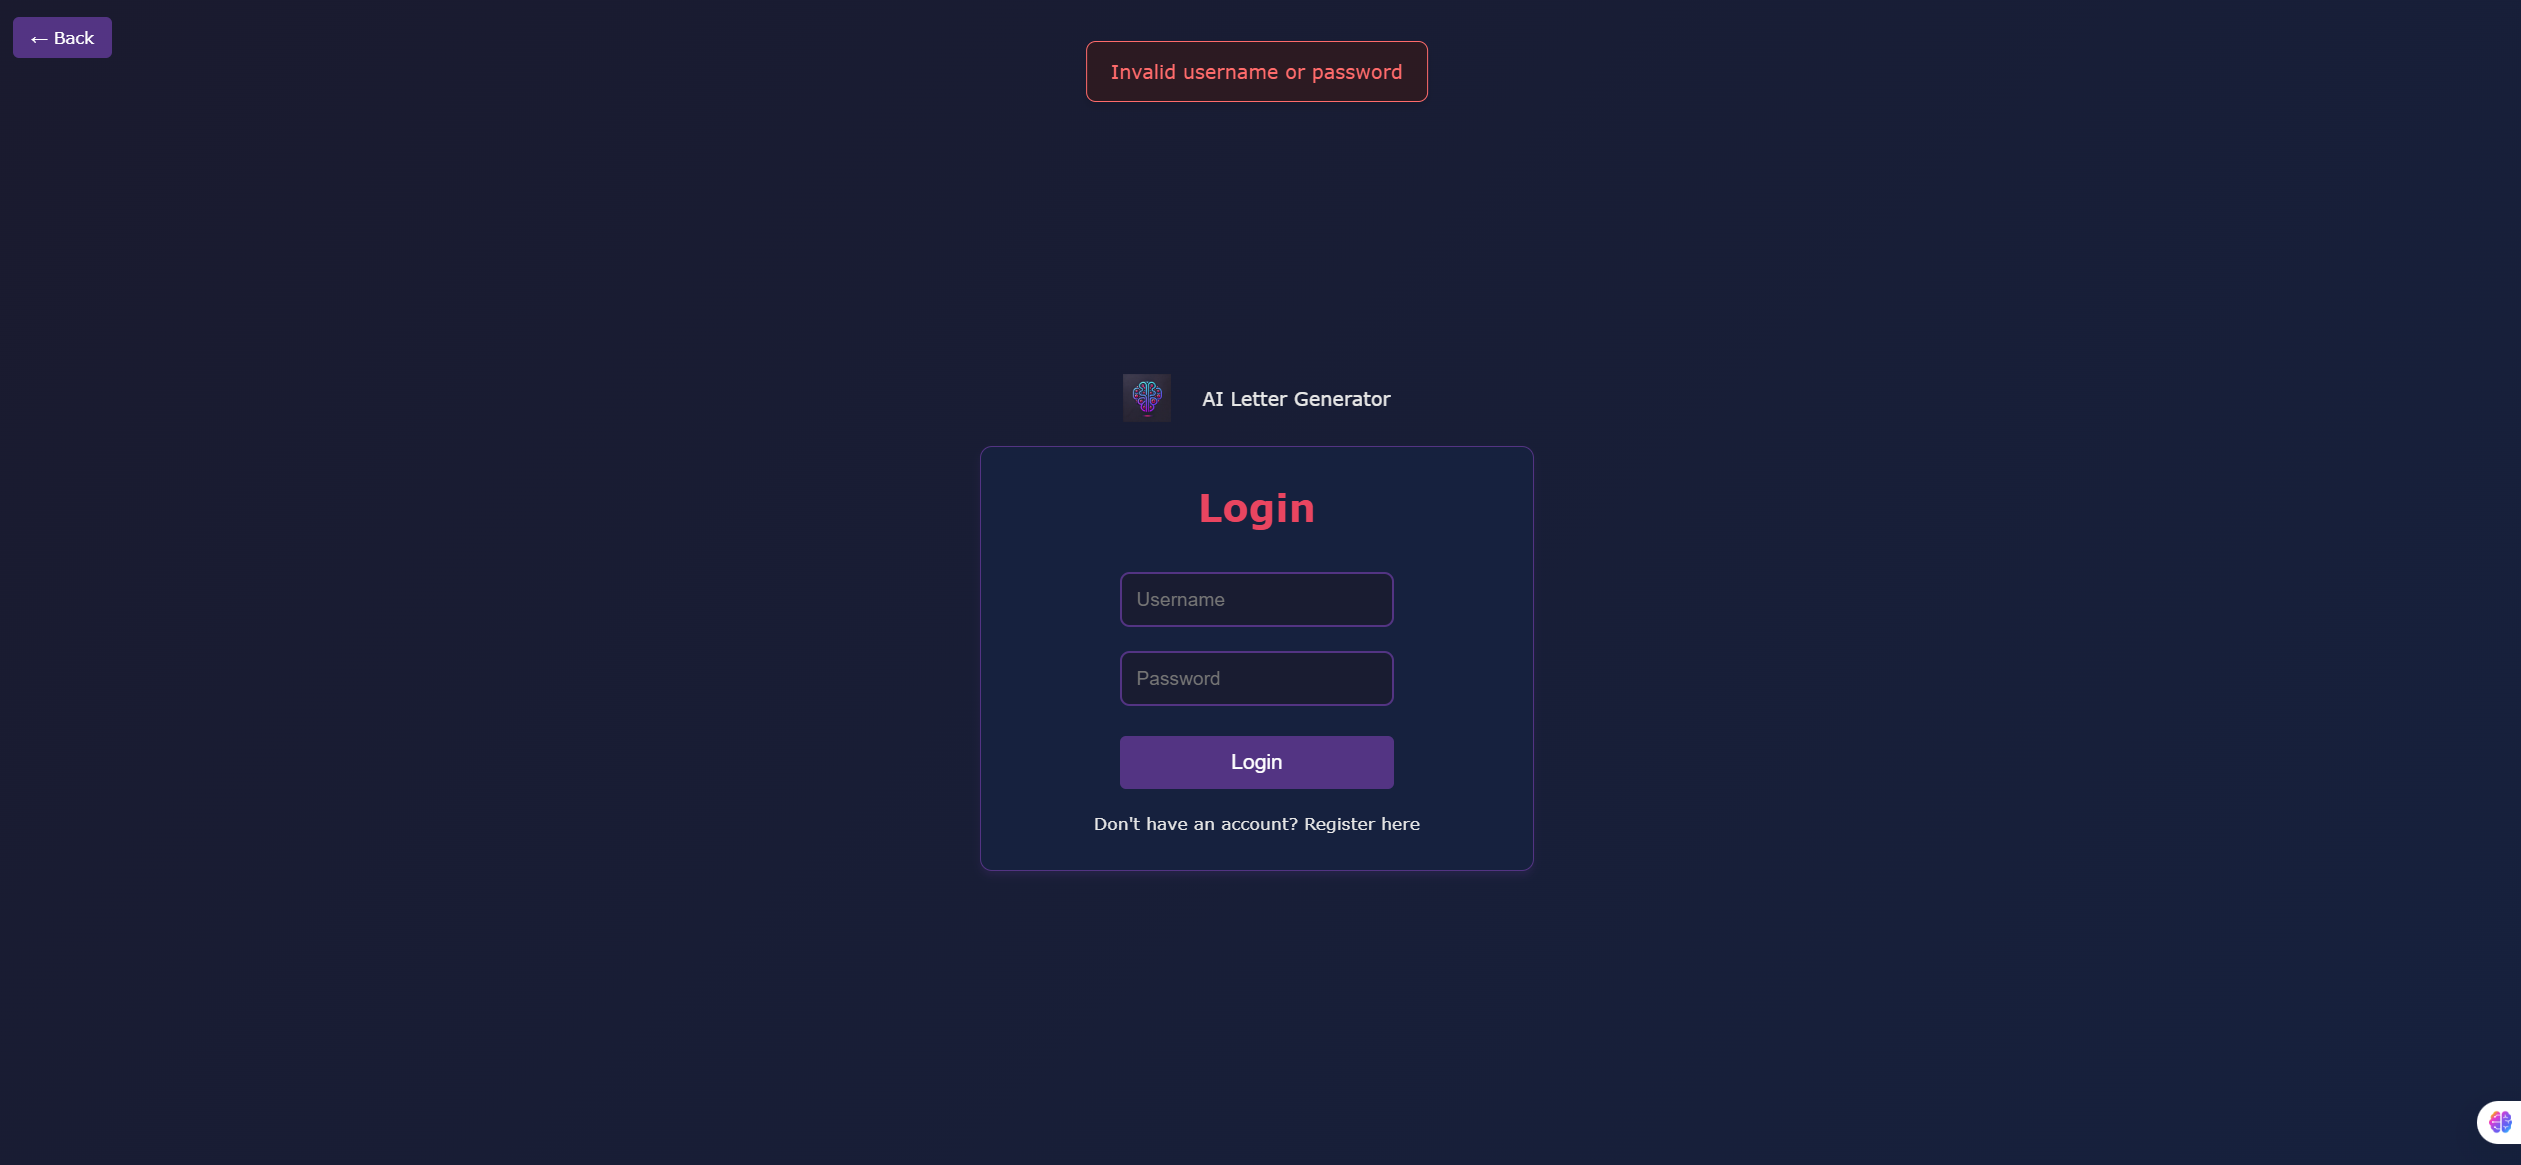 ← Back
Invalid username or password
AI Letter Generator
Login
Username
Password
Login
Don't have an account? Register here